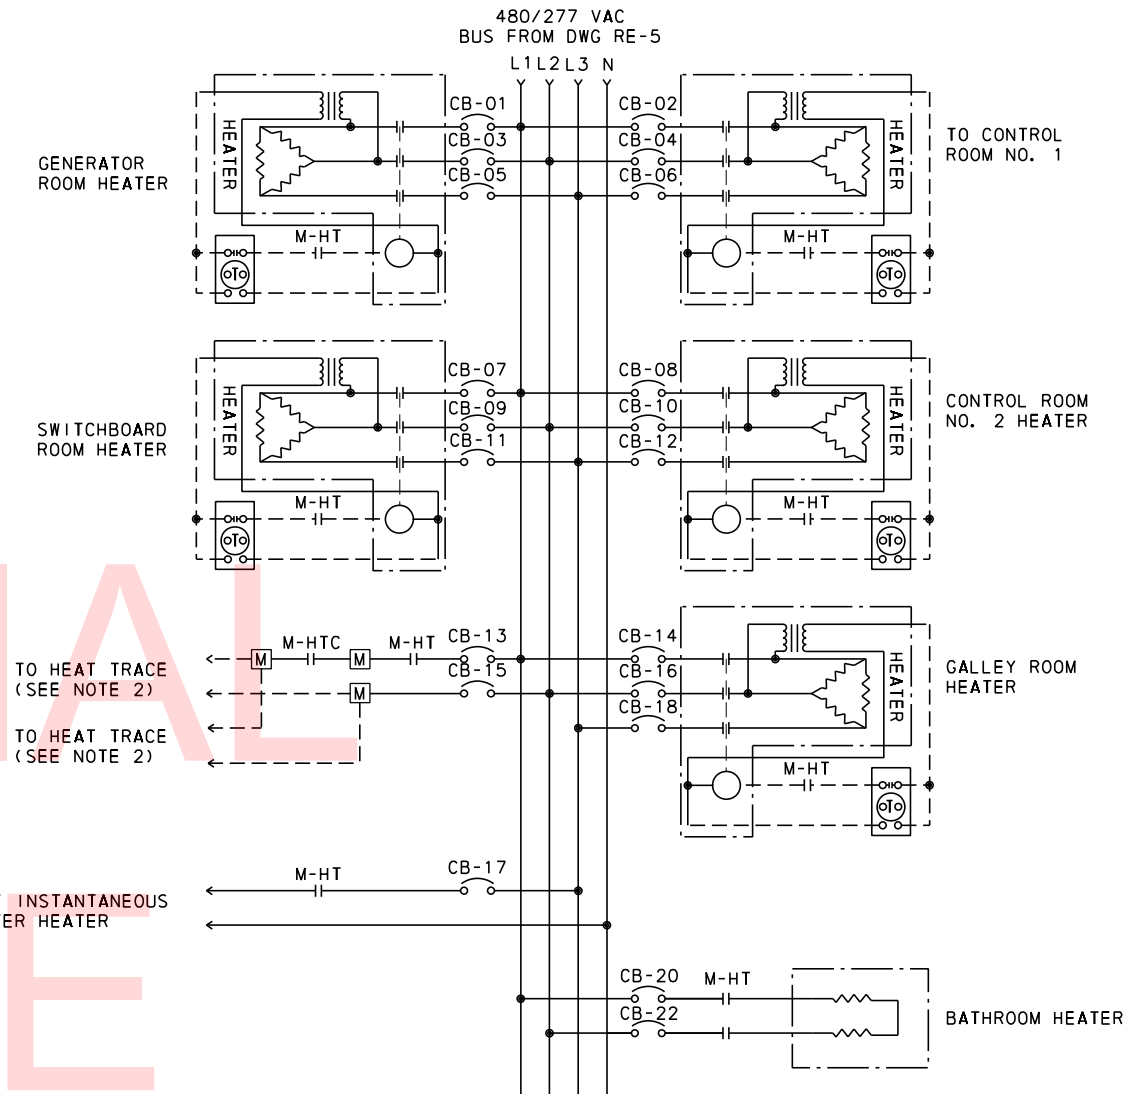 480/277 VAC
BUS FROM DWG RE-5
L1 L2 L3 N
CB-01
CB-02
CB-03
CB-04
CB-05
CB-06
HEATER
HEATER
GENERATOR
ROOM HEATER
TO CONTROL
ROOM NO. 1
M-HT
M-HT
T
T
CB-07
CB-08
CB-09
CB-10
CB-11
CB-12
HEATER
HEATER
SWITCHBOARD
ROOM HEATER
CONTROL ROOM
NO. 2 HEATER
M-HT
M-HT
T
T
M-HTC
M-HT
CB-13
CB-14
M
M
CB-15
CB-16
M
CB-18
TO HEAT TRACE
(SEE NOTE 2)
TO HEAT TRACE
(SEE NOTE 2)
HEATER
GALLEY ROOM
HEATER
M-HT
T
M-HT
CB-17
INSTANTANEOUS
HEATER
CB-20
M-HT
CB-22
BATHROOM HEATER